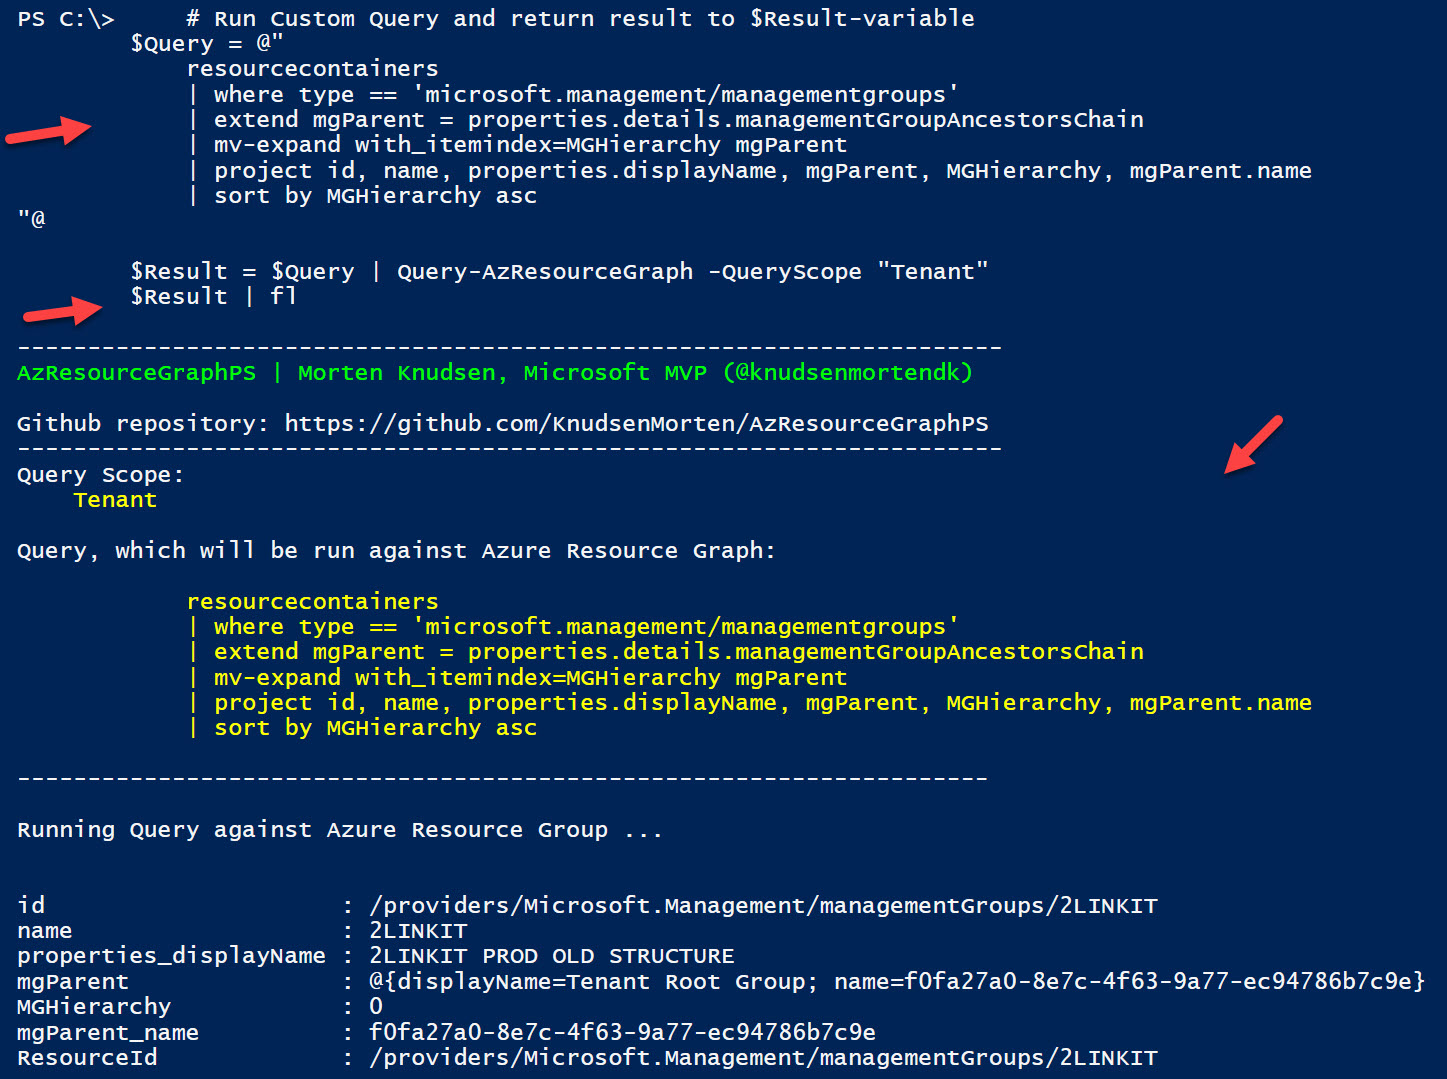 PS C:\>     # Run Custom Query and return result to $Result-variable
        $Query = @"
            resourcecontainers
            | where type == 'microsoft.management/managementgroups'
            | extend mgParent = properties.details.managementGroupAncestorsChain
            | mv-expand with_itemindex=MGHierarchy mgParent
            | project id, name, properties.displayName, mgParent, MGHierarchy, mgParent.name
            | sort by MGHierarchy asc
"@
        $Result = $Query | Query-AzResourceGraph -QueryScope "Tenant"
        $Result | fl
----------------------------------------------------------------------
AzResourceGraphPS | Morten Knudsen, Microsoft MVP (@knudsenmortendk)
Github repository: https://github.com/KnudsenMorten/AzResourceGraphPS
----------------------------------------------------------------------
Query Scope:
    Tenant
Query, which will be run against Azure Resource Graph:
            resourcecontainers
            | where type == 'microsoft.management/managementgroups'
            | extend mgParent = properties.details.managementGroupAncestorsChain
            | mv-expand with_itemindex=MGHierarchy mgParent
            | project id, name, properties.displayName, mgParent, MGHierarchy, mgParent.name
            | sort by MGHierarchy asc
---------------------------------------------------------------------
Running Query against Azure Resource Group ...
id                     : /providers/Microsoft.Management/managementGroups/2LINKIT
name                   : 2LINKIT
properties_displayName : 2LINKIT PROD OLD STRUCTURE
mgParent               : @{displayName=Tenant Root Group; name=f0fa27a0-8e7c-4f63-9a77-ec94786b7c9e}
MGHierarchy            : 0
mgParent_name          : f0fa27a0-8e7c-4f63-9a77-ec94786b7c9e
ResourceId             : /providers/Microsoft.Management/managementGroups/2LINKIT